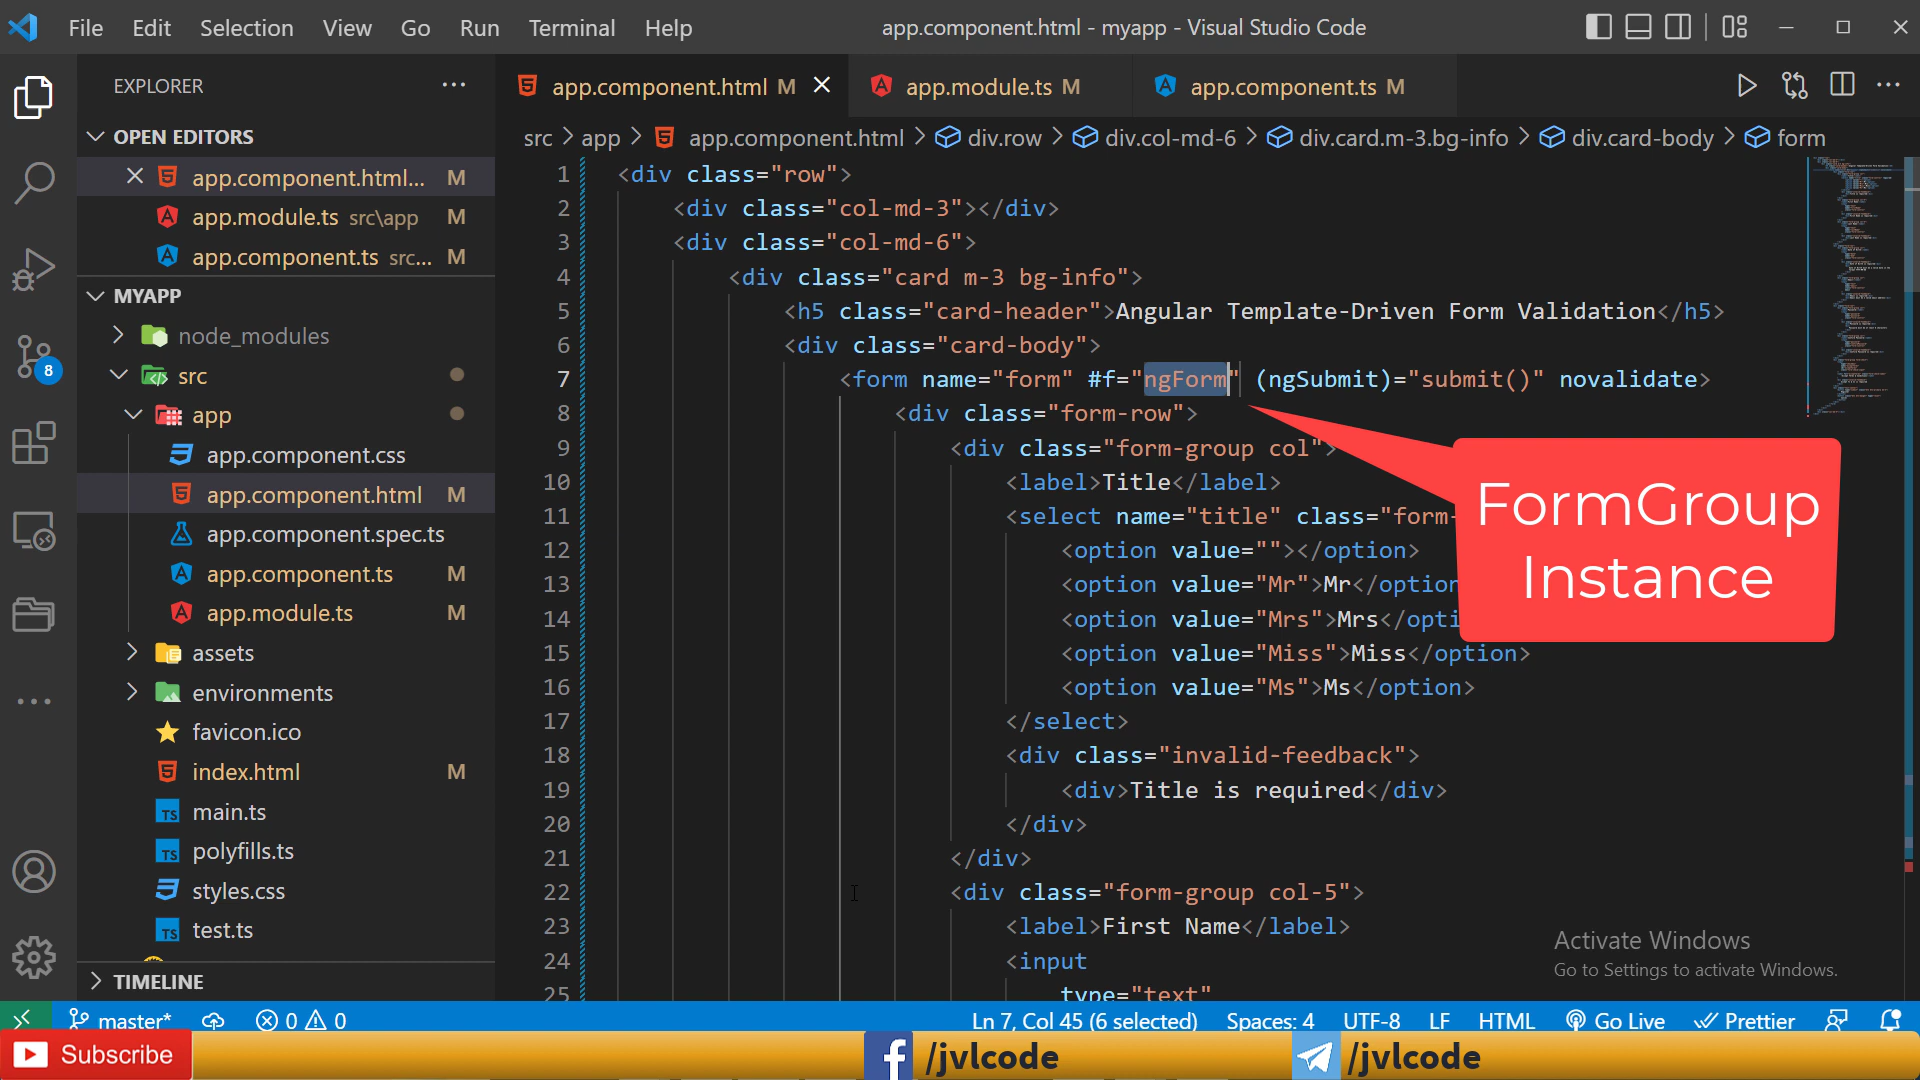 File Edit Selection View Go Run Terminal Help
app.component.html - myapp - Visual Studio Code
EXPLORER
OPEN EDITORS
app.component.html... M
app.module.ts src\app M
app.component.ts src... M
MYAPP
node_modules
src
app
app.component.css
app.component.html M
app.component.spec.ts
app.component.ts M
app.module.ts M
assets
environments
favicon.ico
index.html M
main.ts
polyfills.ts
styles.css
test.ts
TIMELINE
8
app.component.html M
app.module.ts M
app.component.ts M
src > app > app.component.html > div.row > div.col-md-6 > div.card.m-3.bg-info > div.card-body > form
1 <div class="row">
2 <div class="col-md-3"></div>
3 <div class="col-md-6">
4 <div class="card m-3 bg-info">
5 <h5 class="card-header">Angular Template-Driven Form Validation</h5>
6 <div class="card-body">
7 <form name="form" #f="ngForm" (ngSubmit)="submit()" novalidate>
8 <div class="form-row">
9 <div class="form-group col">
10 <label>Title</label>
11 <select name="title" class="form-
12 <option value=""></option>
13 <option value="Mr">Mr</option
14 <option value="Mrs">Mrs</opti
15 <option value="Miss">Miss</option>
16 <option value="Ms">Ms</option>
17 </select>
18 <div class="invalid-feedback">
19 <div>Title is required</div>
20 </div>
21 </div>
22 <div class="form-group col-5">
23 <label>First Name</label>
24 <input
25 type="text"
FormGroup
Instance
Activate Windows
Go to Settings to activate Windows.
master* 0 0 Ln 7, Col 45 (6 selected) Spaces: 4 UTF-8 LF HTML Go Live Prettier
Subscribe /jvlcode /jvlcode